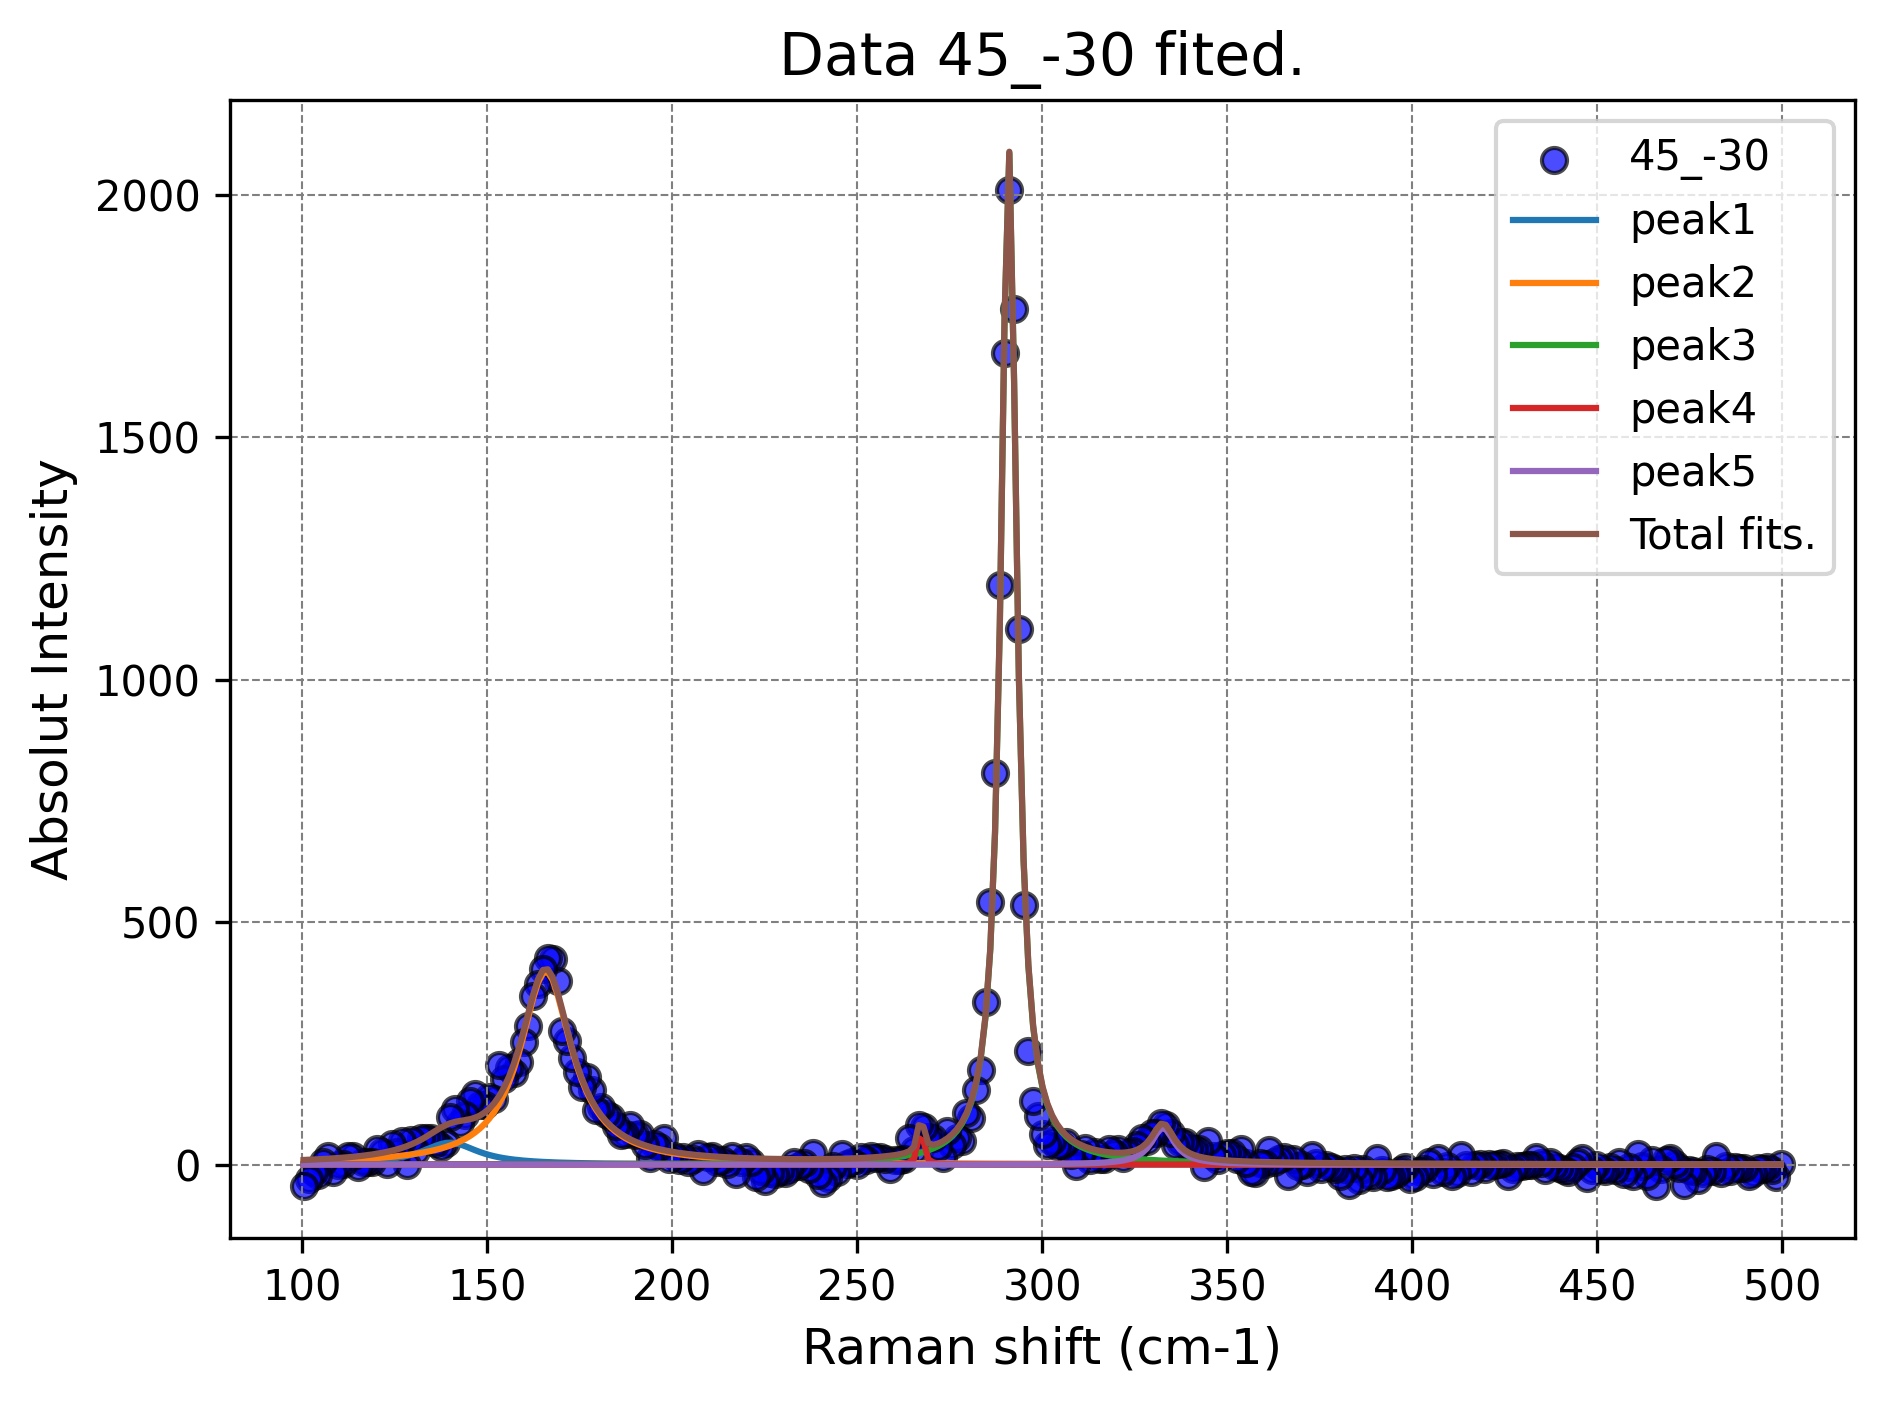 Data 45_-30 fited.
45_-30
peak1
peak2
peak3
peak4
peak5
Total fits.
Absolut Intensity
2000
1500
1000
500
0
100 150 200 250 300 350 400 450 500
Raman shift (cm-1)